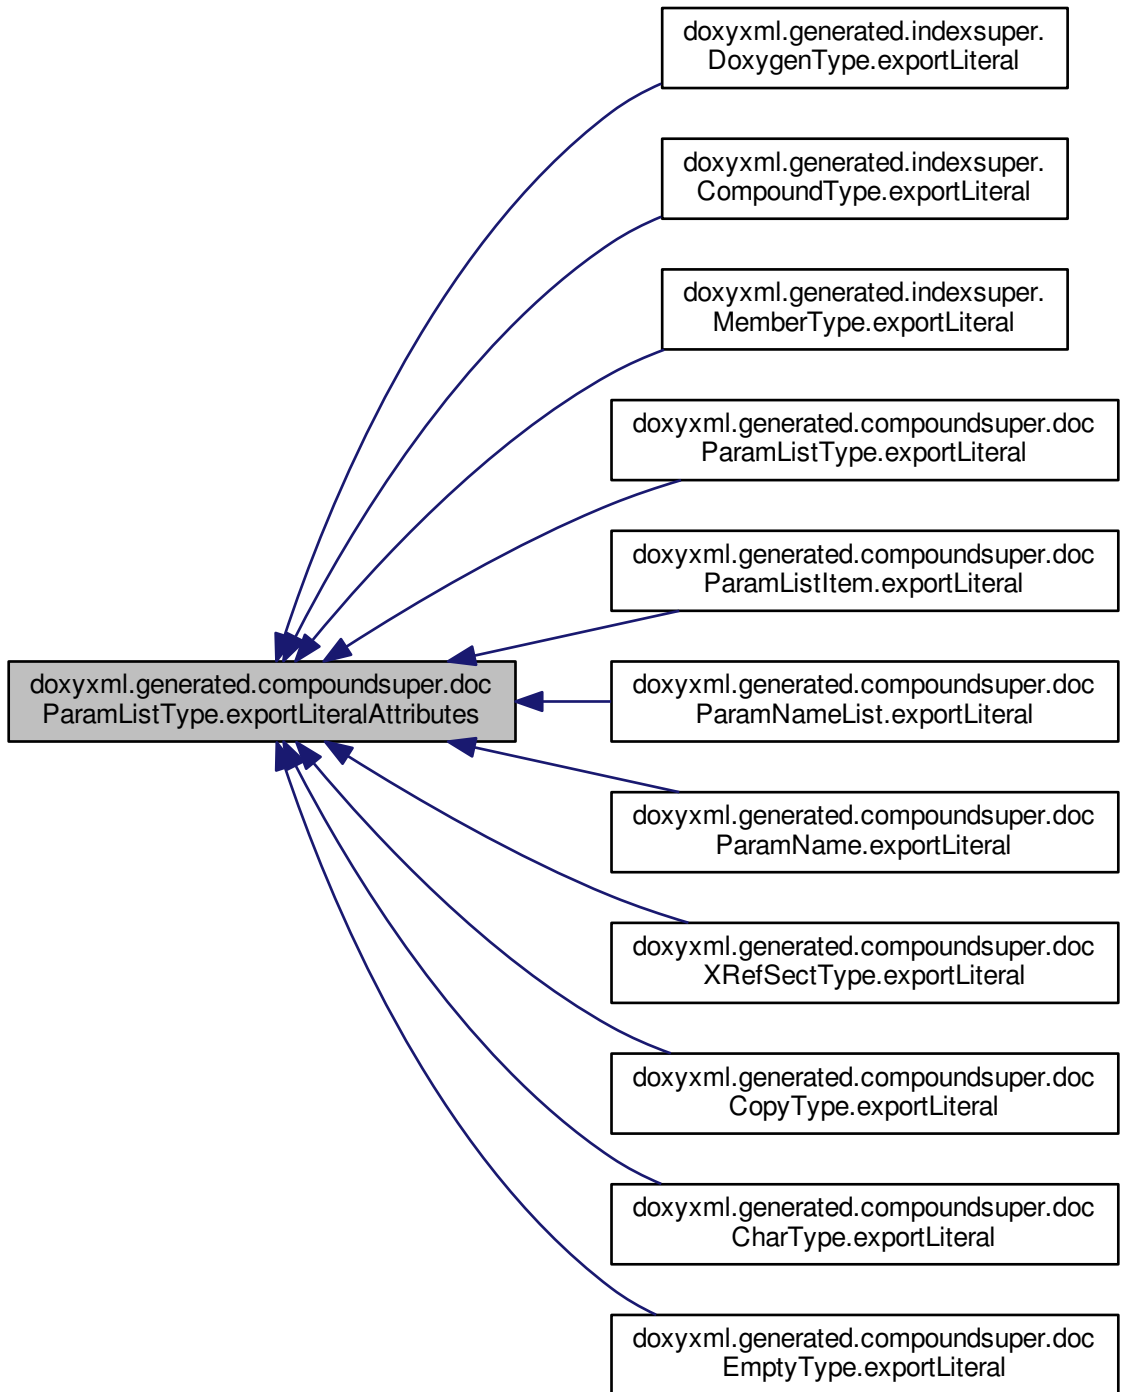 doxyxml.generated.indexsuper.
DoxygenType.exportLiteral
doxyxml.generated.indexsuper.
CompoundType.exportLiteral
doxyxml.generated.indexsuper.
MemberType.exportLiteral
doxyxml.generated.compoundsuper.doc
ParamListType.exportLiteral
doxyxml.generated.compoundsuper.doc
ParamListItem.exportLiteral
doxyxml.generated.compoundsuper.doc
ParamListType.exportLiteralAttributes
doxyxml.generated.compoundsuper.doc
ParamNameList.exportLiteral
doxyxml.generated.compoundsuper.doc
ParamName.exportLiteral
doxyxml.generated.compoundsuper.doc
XRefSectType.exportLiteral
doxyxml.generated.compoundsuper.doc
CopyType.exportLiteral
doxyxml.generated.compoundsuper.doc
CharType.exportLiteral
doxyxml.generated.compoundsuper.doc
EmptyType.exportLiteral